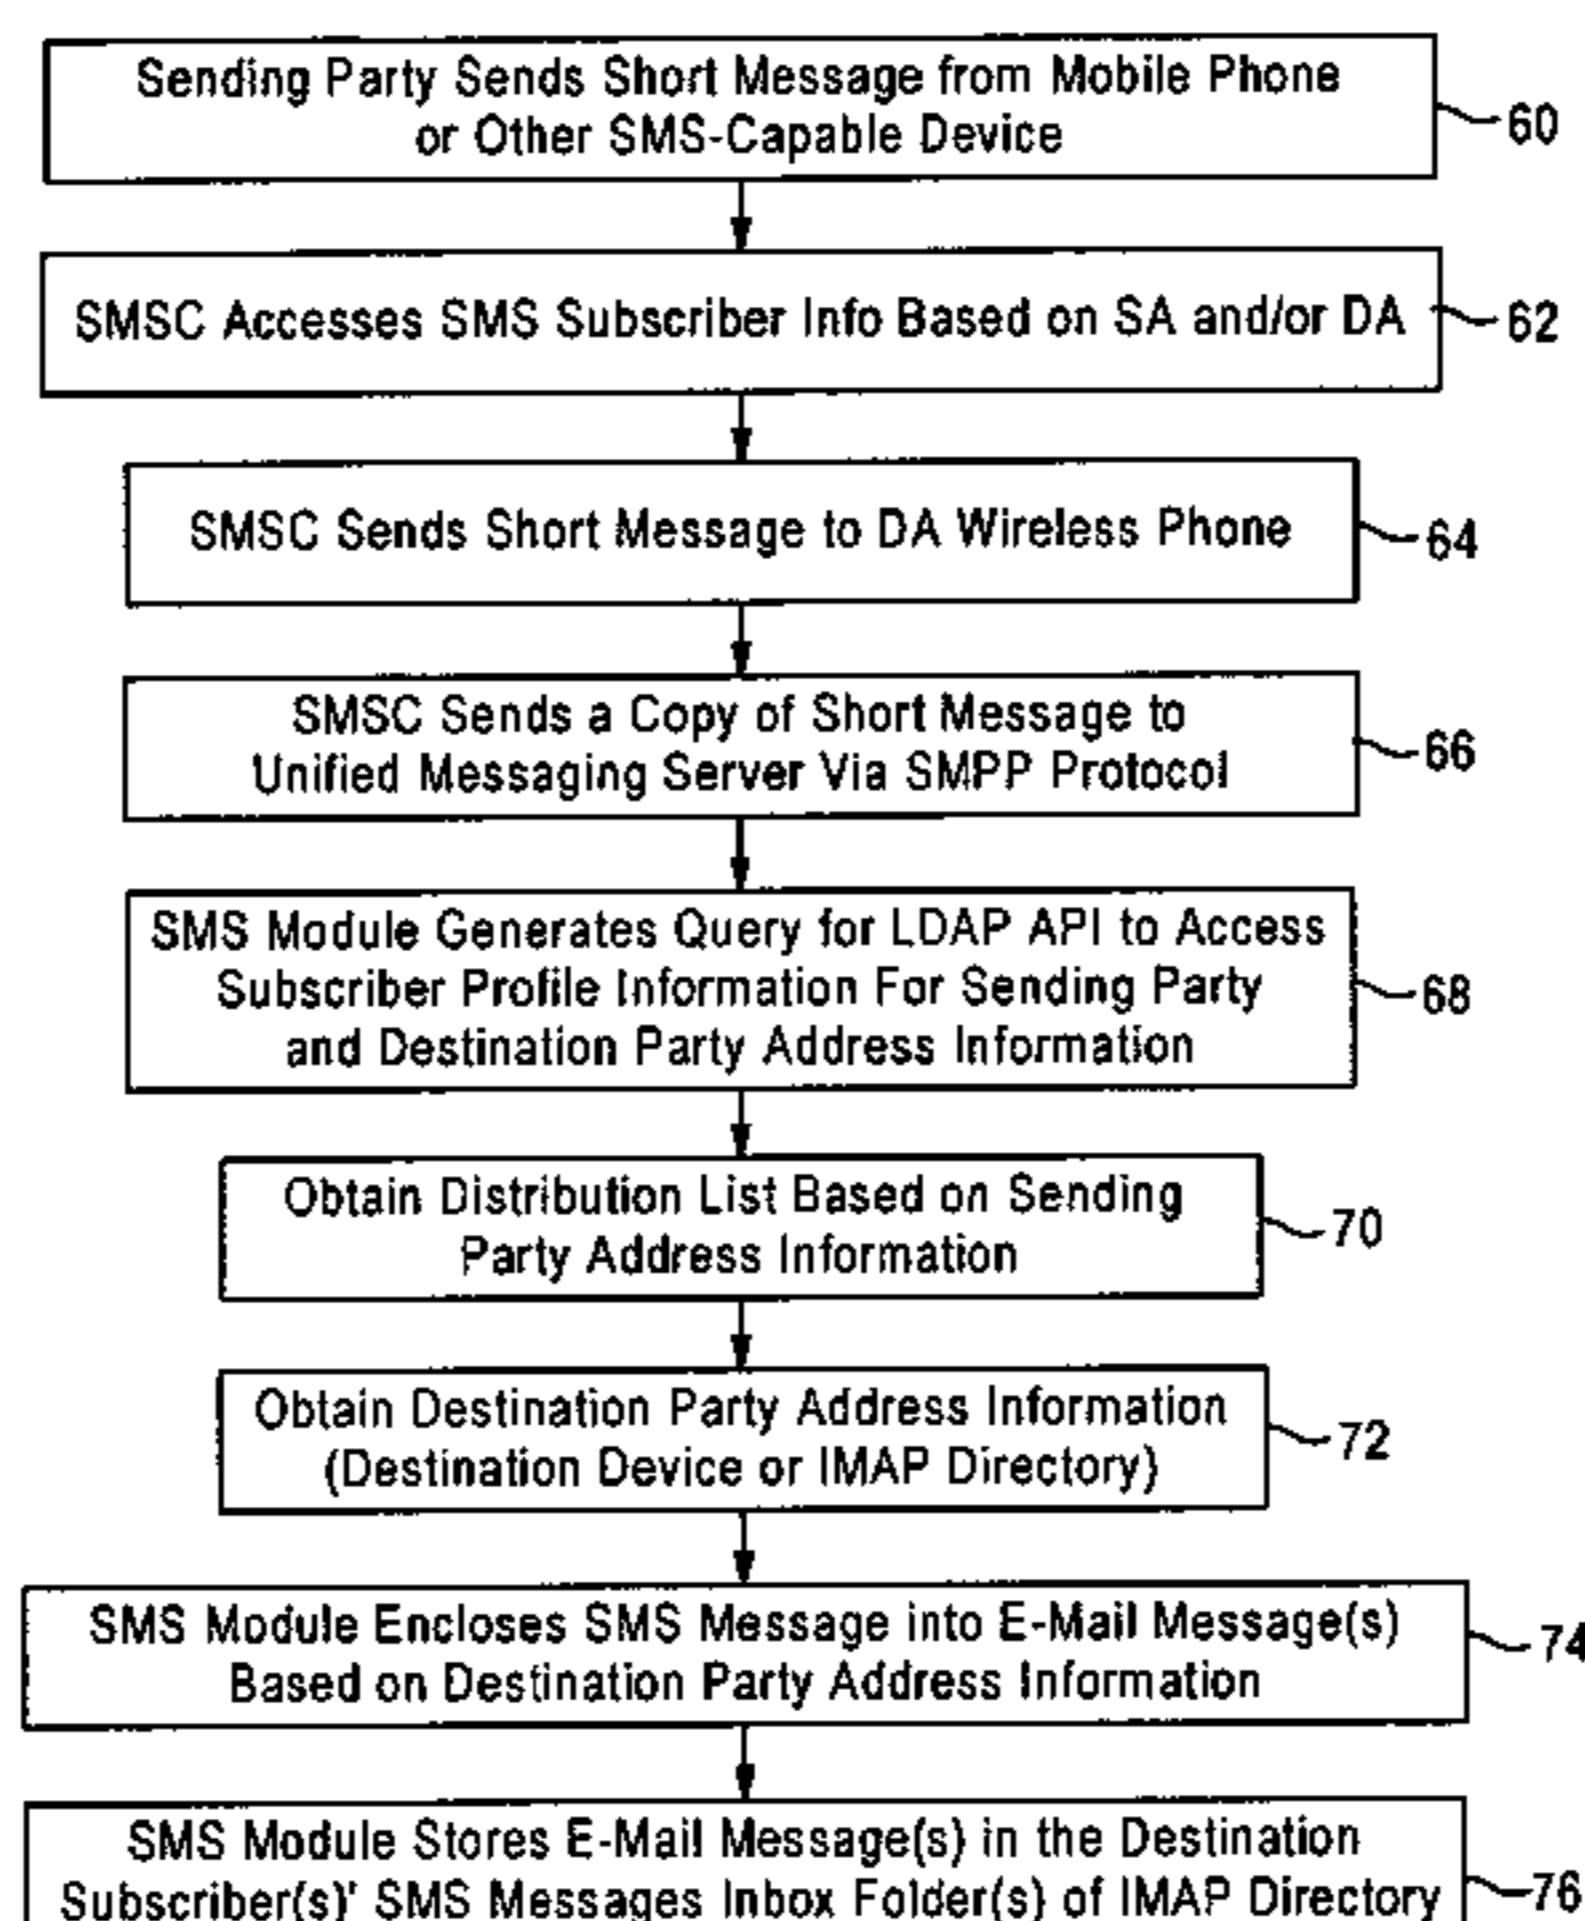 Sending Party Sends Short Message from Mobile Phone
or Other SMS-Capable Device
60
SMSC Accesses SMS Subscriber Info Based on SA and/or DA
62
SMSC Sends Short Message to DA Wireless Phone
64
SMSC Sends a Copy of Short Message to
Unified Messaging Server Via SMPP Protocol
66
SMS Module Generates Query for LDAP API to Access
Subscriber Profile Information For Sending Party
and Destination Party Address Information
68
Obtain Distribution List Based on Sending
Party Address Information
70
Obtain Destination Party Address Information
(Destination Device or IMAP Directory)
72
SMS Module Encloses SMS Message into E-Mail Message(s)
Based on Destination Party Address Information
74
SMS Module Stores E-Mail Message(s) in the Destination
Subscriber(s)' SMS Messages Inbox Folder(s) of IMAP Directory
76